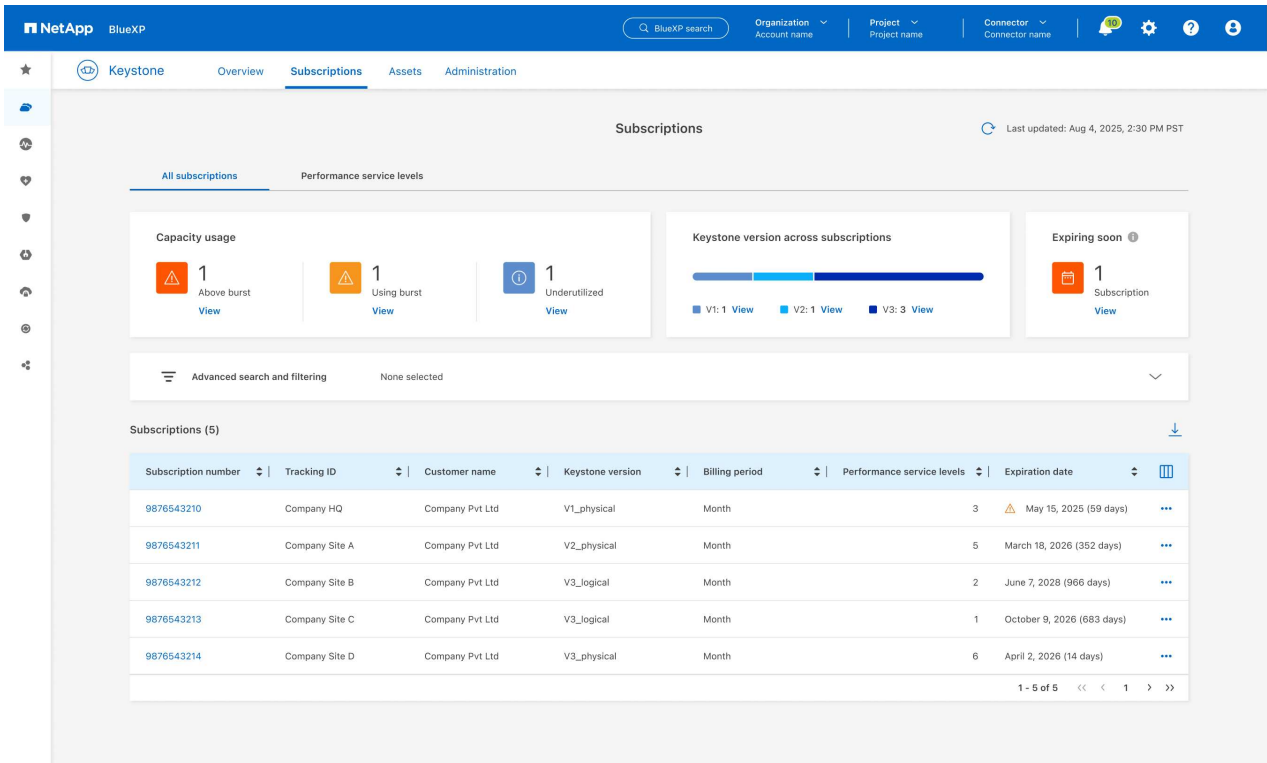 NetApp BlueXP BlueXP search Organization Project Connector 10
Account name Project name Connector name
Keystone Overview Subscriptions Assets Administration
Subscriptions Last updated: Aug 4, 2025, 2:30 PM PST
All subscriptions Performance service levels
Capacity usage
1 Above burst View
1 Using burst View
1 Underutilized View
Keystone version across subscriptions
V1: 1 View V2: 1 View V3: 3 View
Expiring soon
1
Subscription
View
Advanced search and filtering None selected
Subscriptions (5)
Subscription number Tracking ID Customer name Keystone version Billing period Performance service levels Expiration date
9876543210 Company HQ Company Pvt Ltd V1_physical Month 3 May 15, 2025 (59 days)
9876543211 Company Site A Company Pvt Ltd V2_physical Month 5 March 18, 2026 (352 days)
9876543212 Company Site B Company Pvt Ltd V3_logical Month 2 June 7, 2028 (966 days)
9876543213 Company Site C Company Pvt Ltd V3_logical Month 1 October 9, 2026 (683 days)
9876543214 Company Site D Company Pvt Ltd V3_physical Month 6 April 2, 2026 (14 days)
1 - 5 of 5 << < 1 > >>